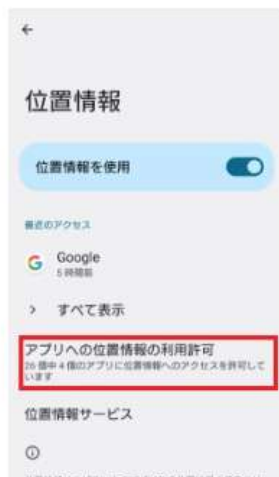 位置情報
位置情報を使用
最近のアクセス
Google
5 時間前
すべて表示
アプリへの位置情報の利用許可
26 個中 4 個のアプリに位置情報へのアクセスを許可して
います
位置情報サービス